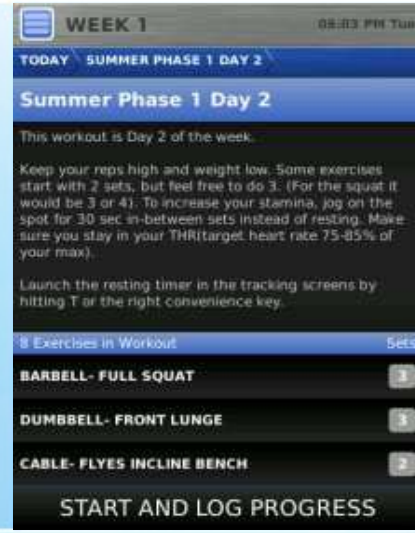 WEEK 1
05:03 PM Tue
TODAY SUMMER PHASE 1 DAY 2
Summer Phase 1 Day 2
This workout is Day 2 of the week.
Keep your reps high and weight low. Some exercises
start with 2 sets, but feel free to do 3. (For the squat it
would be 3 or 4). To increase your stamina, jog on the
spot for 30 sec in-between sets instead of resting. Make
sure you stay in your THR(target heart rate 75-85% of
your max).
Launch the resting timer in the tracking screens by
hitting T or the right convenience key.
8 Exercises in Workout Sets
BARBELL- FULL SQUAT 3
DUMBBELL- FRONT LUNGE 3
CABLE- FLYES INCLINE BENCH 2
START AND LOG PROGRESS